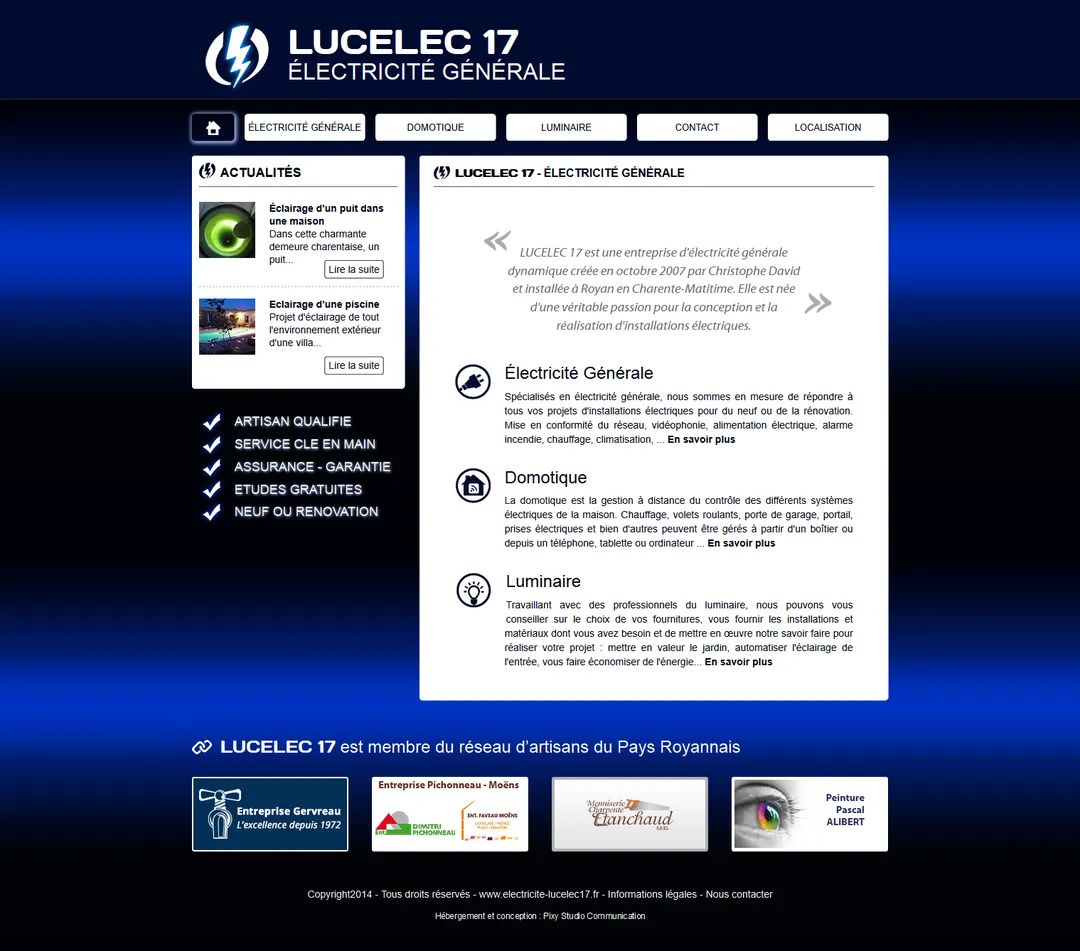 LUCELEC 17
ÉLECTRICITÉ GÉNÉRALE
ÉLECTRICITÉ GÉNÉRALE
DOMOTIQUE
LUMINAIRE
CONTACT
LOCALISATION
ACTUALITÉS
Éclairage d'un puit dans
une maison
Dans cette charmante
demeure charentaise, un
puit...
Lire la suite
Eclairage d'une piscine
Projet d'éclairage de tout
l'environnement extérieur
d'une villa...
Lire la suite
ARTISAN QUALIFIE
SERVICE CLE EN MAIN
ASSURANCE - GARANTIE
ETUDES GRATUITES
NEUF OU RENOVATION
LUCELEC 17 - ÉLECTRICITÉ GÉNÉRALE
« LUCELEC 17 est une entreprise d'électricité générale
dynamique créée en octobre 2007 par Christophe David
et installée à Royan en Charente-Matitime. Elle est née
d'une véritable passion pour la conception et la »
réalisation d'installations électriques.
Électricité Générale
Spécialisés en électricité générale, nous sommes en mesure de répondre à
tous vos projets d'installations électriques pour du neuf ou de la rénovation.
Mise en conformité du réseau, vidéophonie, alimentation électrique, alarme
incendie, chauffage, climatisation, ... En savoir plus
Domotique
La domotique est la gestion à distance du contrôle des différents systèmes
électriques de la maison. Chauffage, volets roulants, porte de garage, portail,
prises électriques et bien d'autres peuvent être gérés à partir d'un boîtier ou
depuis un téléphone, tablette ou ordinateur ... En savoir plus
Luminaire
Travaillant avec des professionnels du luminaire, nous pouvons vous
conseiller sur le choix de vos fournitures, vous fournir les installations et
matériaux dont vous avez besoin et de mettre en œuvre notre savoir faire pour
réaliser votre projet : mettre en valeur le jardin, automatiser l'éclairage de
l'entrée, vous faire économiser de l'énergie... En savoir plus
LUCELEC 17 est membre du réseau d'artisans du Pays Royannais
Entreprise Gervreau
L'excellence depuis 1972
Entreprise Pichonneau - Moëns
Ent.
DIMITRI
PICHONNEAU
ENT. FAVEAU MOËNS
Menuiserie
Charpente
Etanchaud
Peinture
Pascal
ALIBERT
Copyright2014 - Tous droits réservés - www.electricite-lucelec17.fr - Informations légales - Nous contacter
Hébergement et conception : Pixy Studio Communication